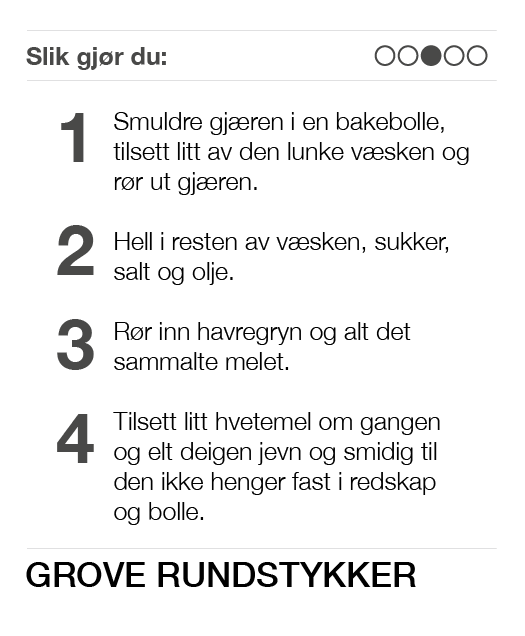 Slik gjør du:
1 Smuldre gjæren i en bakebolle,
tilsett litt av den lunke væsken og
rør ut gjæren.
2 Hell i resten av væsken, sukker,
salt og olje.
3 Rør inn havregryn og alt det
sammalte melet.
4 Tilsett litt hvetemel om gangen
og elt deigen jevn og smidig til
den ikke henger fast i redskap
og bolle.
GROVE RUNDSTYKKER